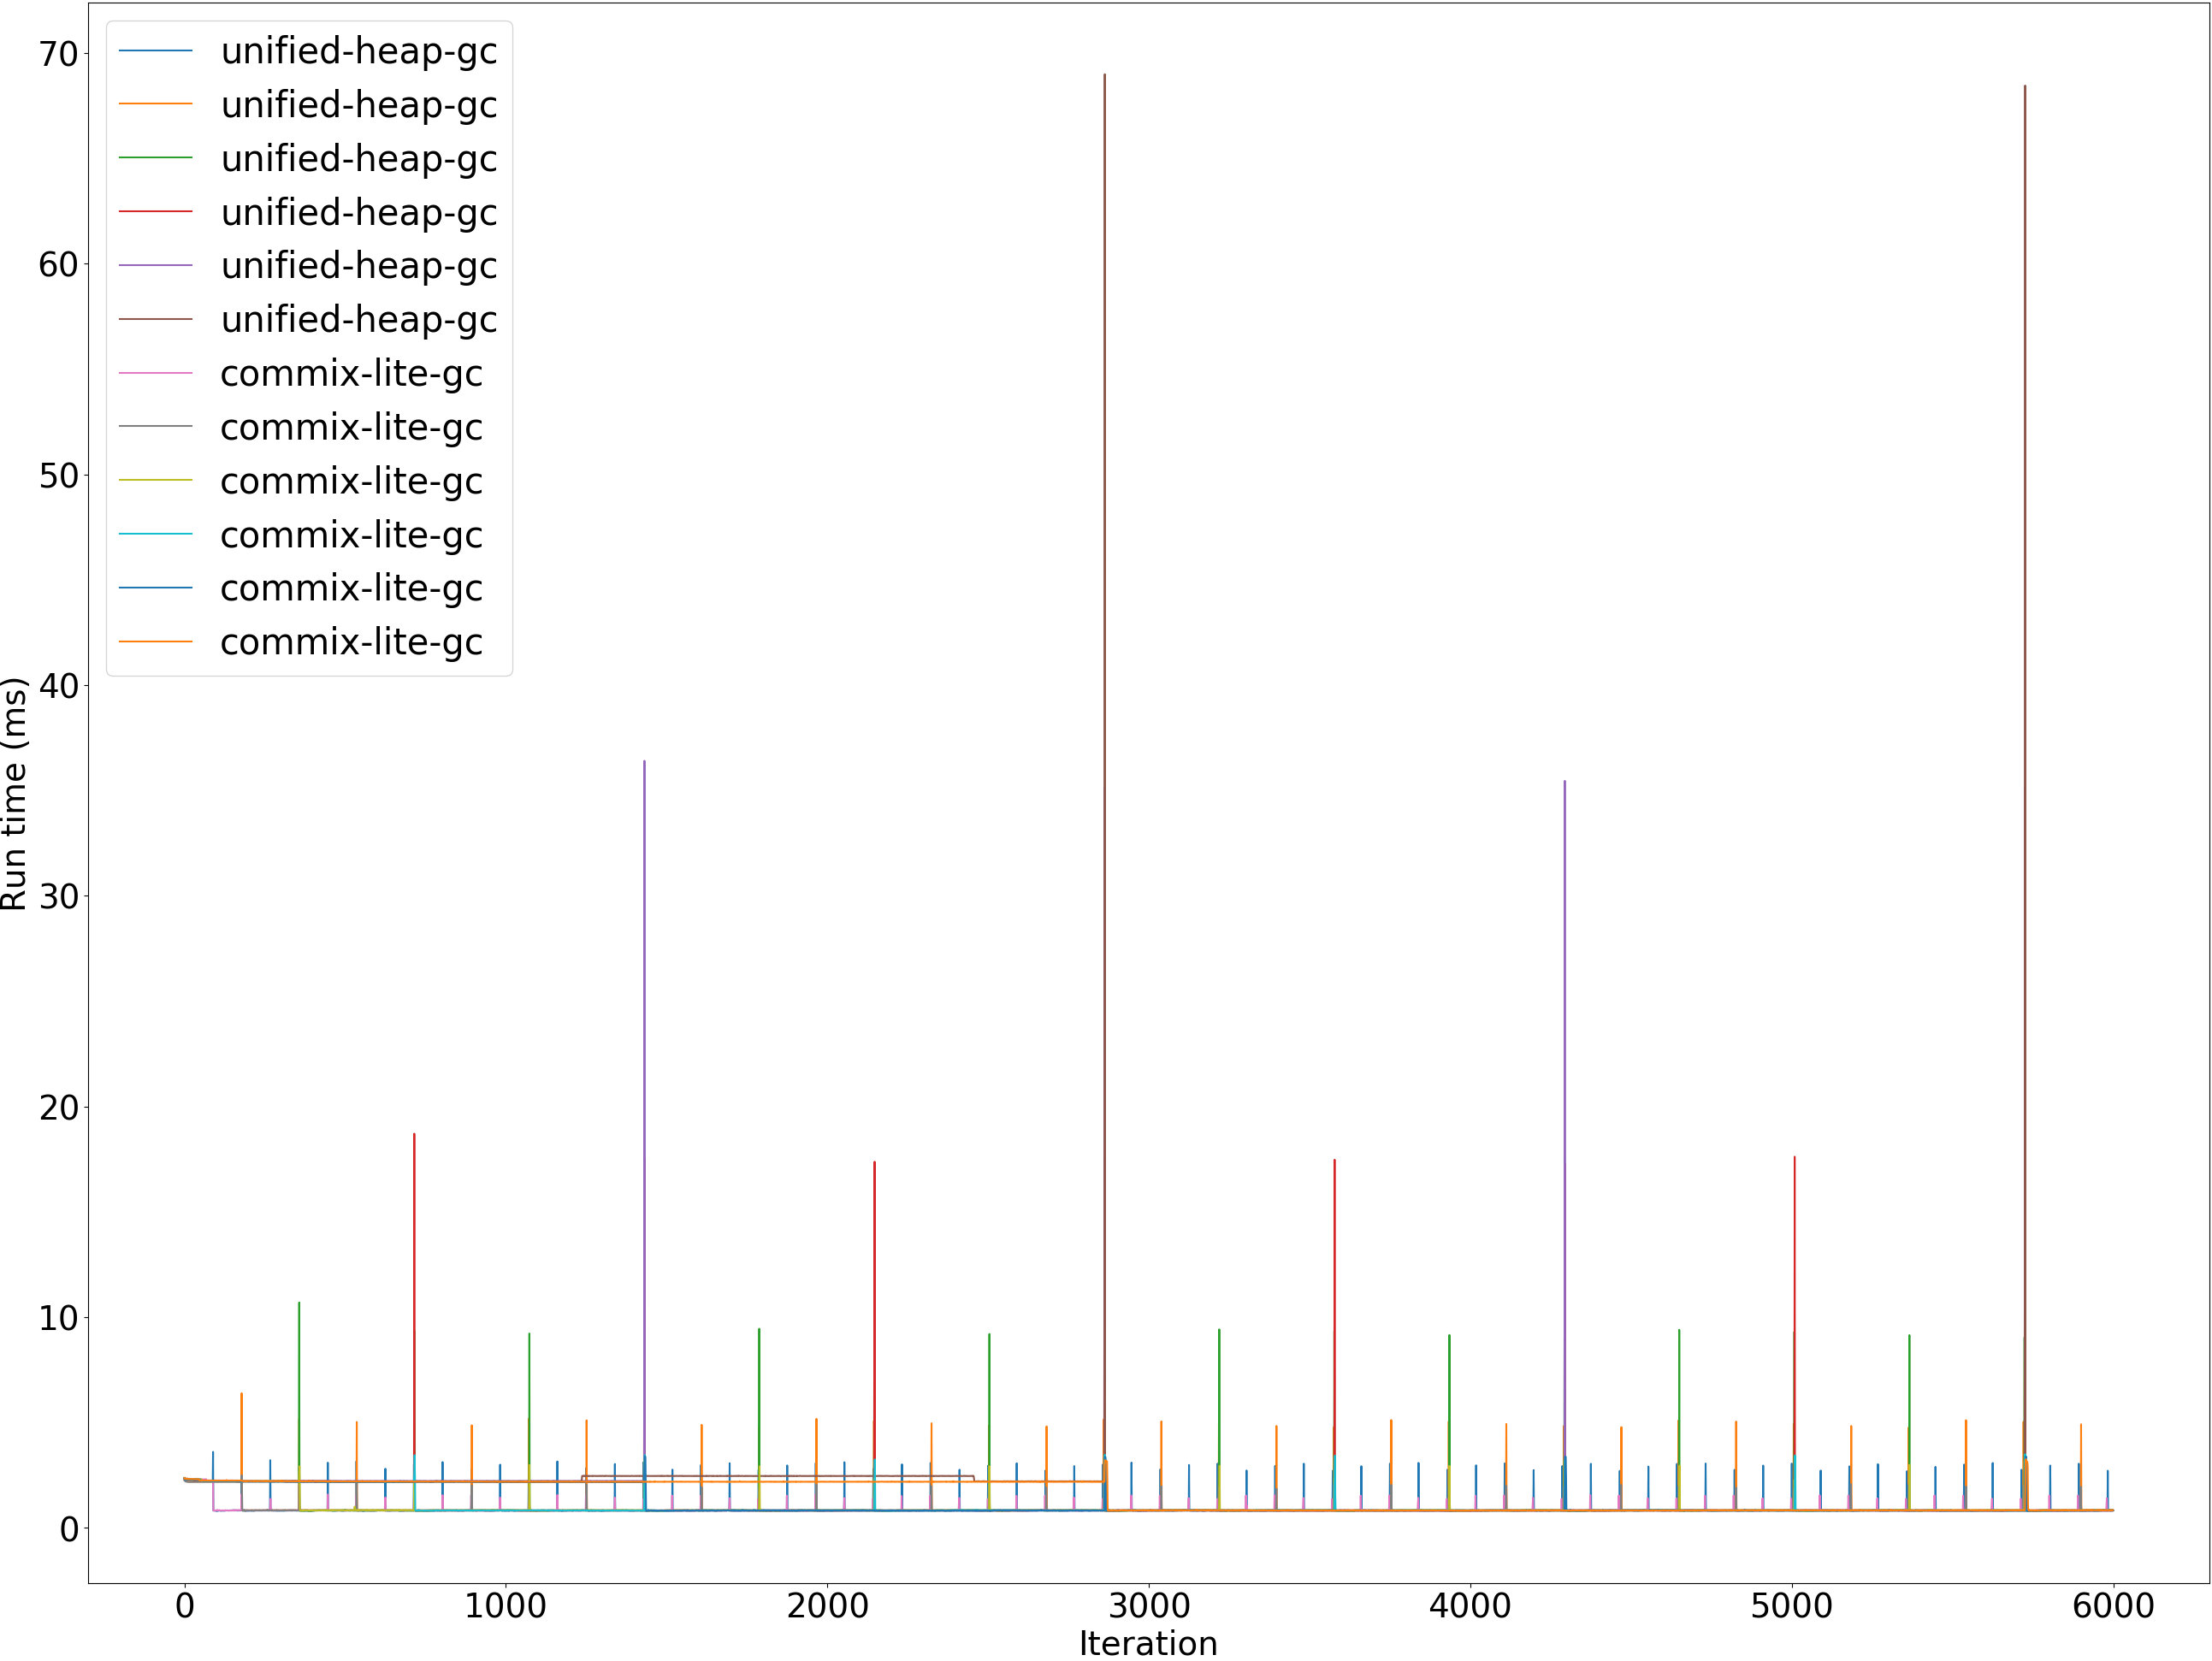 unified-heap-gc
unified-heap-gc
unified-heap-gc
unified-heap-gc
unified-heap-gc
unified-heap-gc
commix-lite-gc
commix-lite-gc
commix-lite-gc
commix-lite-gc
commix-lite-gc
commix-lite-gc
70
60
50
40
30
20
10
0
Run time (ms)
0 1000 2000 3000 4000 5000 6000
Iteration